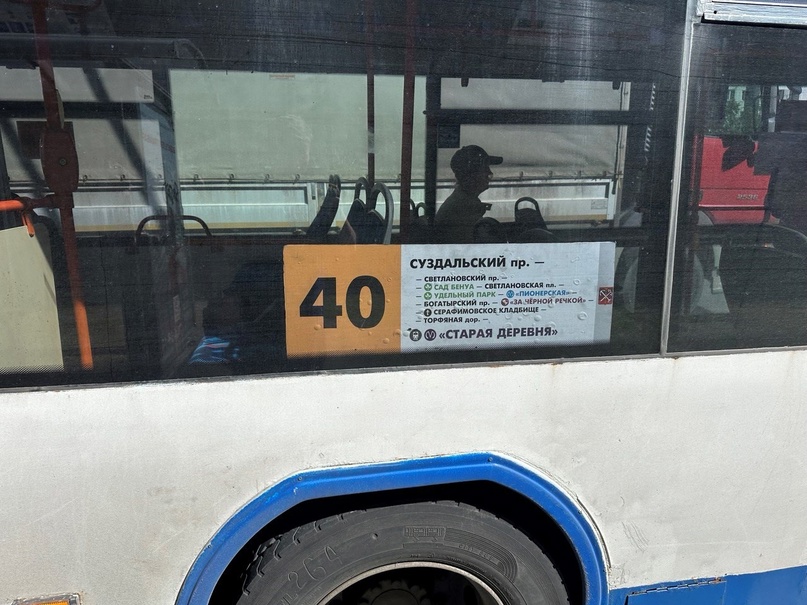 40
СУЗДАЛЬСКИЙ пр. –
– СВЕТЛАНОВСКИЙ пр. –
– САД БЕНУА – СВЕТЛАНОВСКАЯ пл. –
– УДЕЛЬНЫЙ ПАРК – «ПИОНЕРСКАЯ» –
БОГАТЫРСКИЙ пр. – «ЗА ЧЁРНОЙ РЕЧКОЙ» –
– СЕРАФИМОВСКОЕ КЛАДБИЩЕ –
– ТОРФЯНАЯ дор. –
«СТАРАЯ ДЕРЕВНЯ»
264